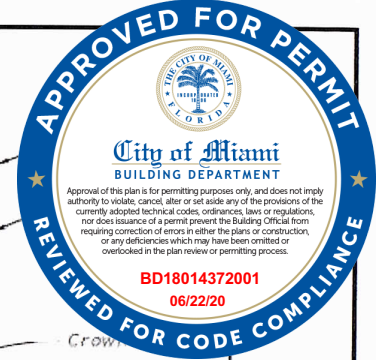 APPROVED FOR PERMIT
THE CITY OF MIAMI
INCORPORATED
18 96
FLORIDA
City of Miami
BUILDING DEPARTMENT
Approval of this plan is for permitting purposes only, and does not imply
authority to violate, cancel, alter or set aside any of the provisions of the
currently adopted technical codes, ordinances, laws or regulations,
nor does issuance of a permit prevent the Building Official from
requiring correction of errors in either the plans or construction,
or any deficiencies which may have been omitted or
overlooked in the plan review or permitting process.
BD18014372001
06/22/20
REVIEWED FOR CODE COMPLIANCE
Crow